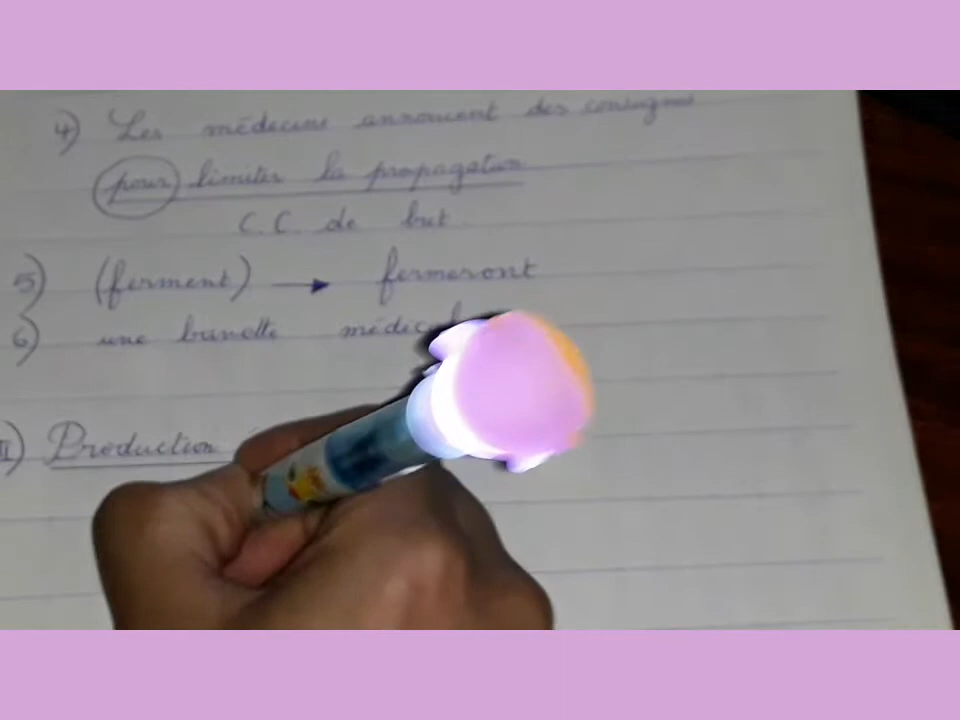 4) Les médecins annoncent des consignes
pour limiter la propagation
C.C. de but.
5) (ferment) → fermeront
6) une bavette
II) Production